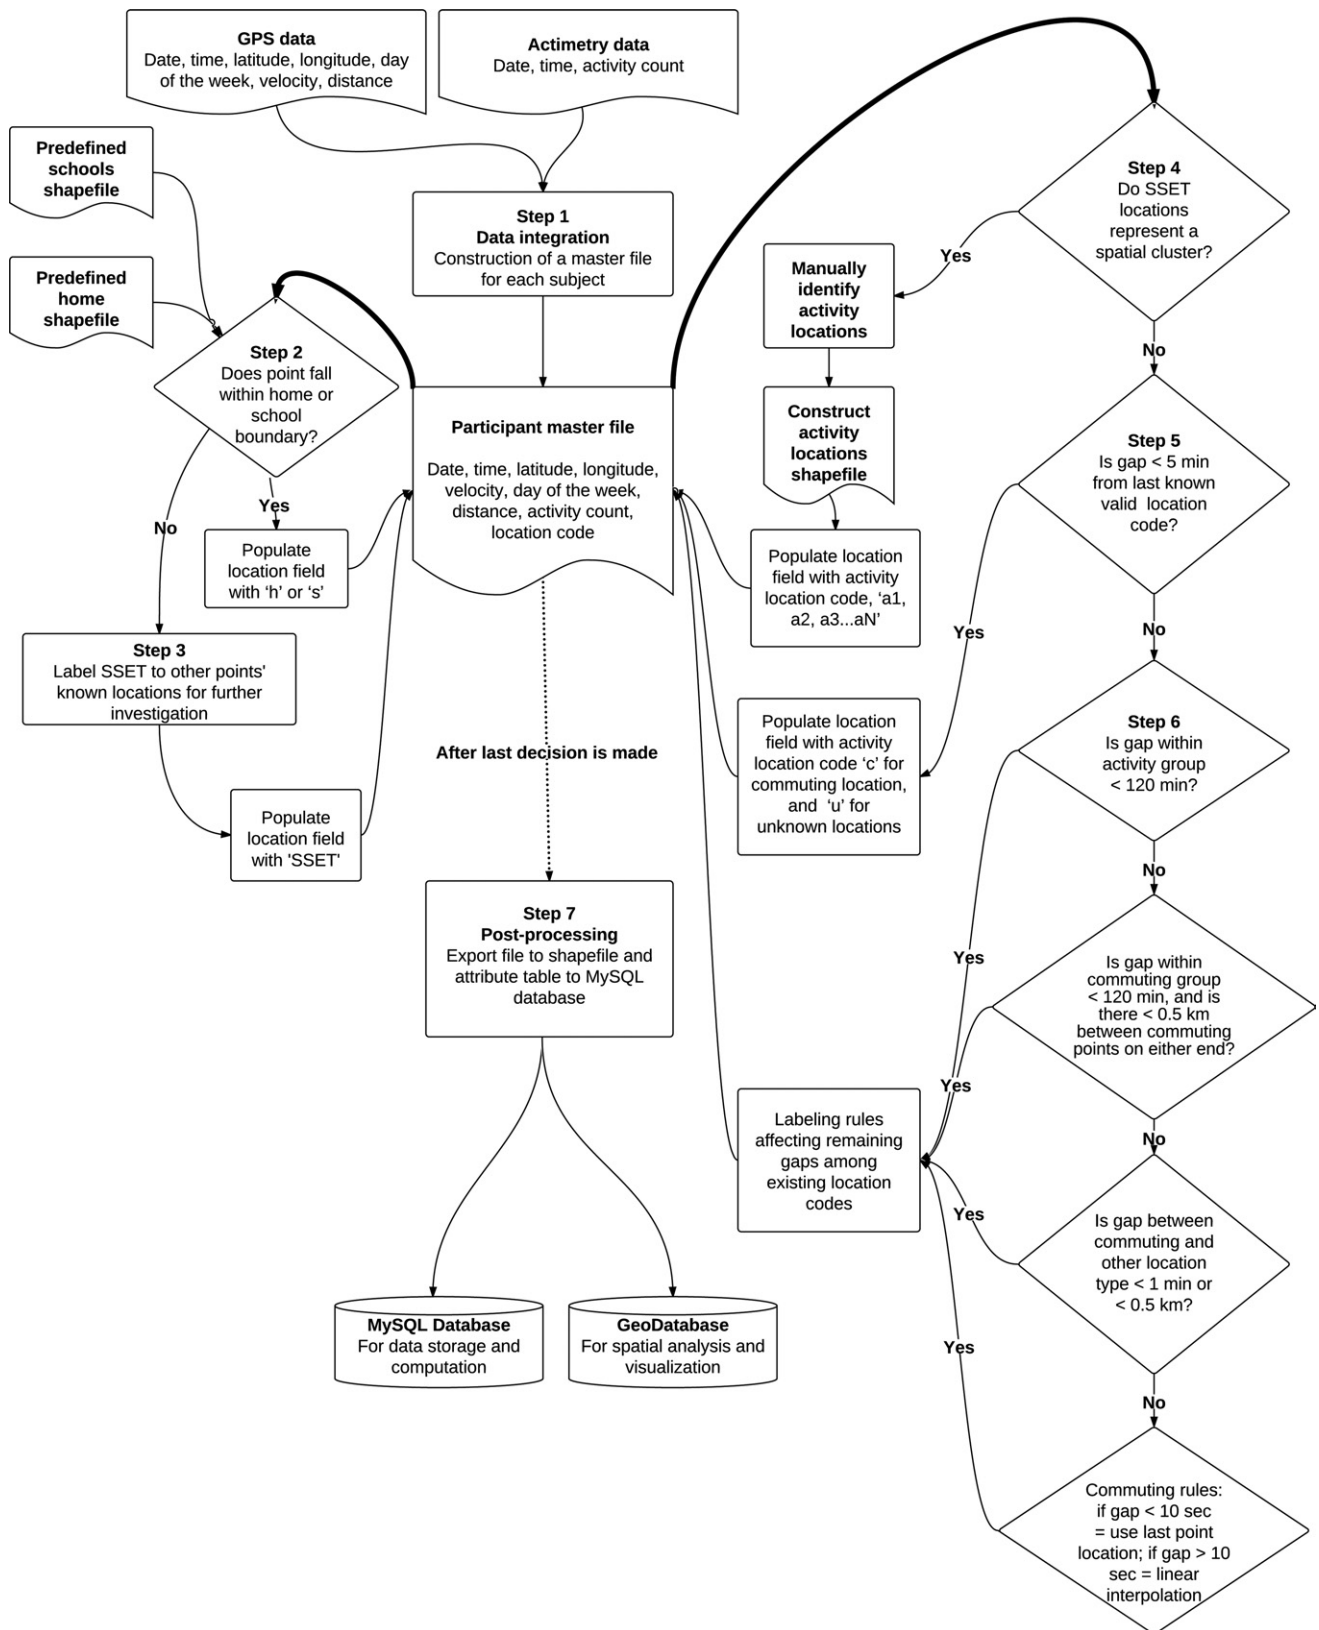 GPS data
Date, time, latitude, longitude, day
of the week, velocity, distance
Actimetry data
Date, time, activity count
Predefined
schools
shapefile
Predefined
home
shapefile
Step 1
Data integration
Construction of a master file
for each subject
Step 2
Does point fall
within home or
school
boundary?
Yes
No
Populate
location field
with ‘h’ or ‘s’
Step 3
Label SSET to other points'
known locations for further
investigation
Populate
location field
with 'SSET'
Participant master file
Date, time, latitude, longitude,
velocity, day of the week,
distance, activity count,
location code
After last decision is made
Step 7
Post-processing
Export file to shapefile and
attribute table to MySQL
database
MySQL Database
For data storage and
computation
GeoDatabase
For spatial analysis and
visualization
Step 4
Do SSET
locations
represent a
spatial cluster?
Yes
No
Manually
identify
activity
locations
Construct
activity
locations
shapefile
Populate location
field with activity
location code, ‘a1,
a2, a3...aN’
Step 5
Is gap < 5 min
from last known
valid location
code?
Yes
No
Populate location
field with activity
location code ‘c’ for
commuting location,
and ‘u’ for
unknown locations
Step 6
Is gap within
activity group
< 120 min?
Yes
No
Is gap within
commuting group
< 120 min, and is
there < 0.5 km
between commuting
points on either end?
Yes
No
Labeling rules
affecting remaining
gaps among
existing location
codes
Is gap between
commuting and
other location
type < 1 min or
< 0.5 km?
Yes
No
Commuting rules:
if gap < 10 sec
= use last point
location; if gap > 10
sec = linear
interpolation
Yes